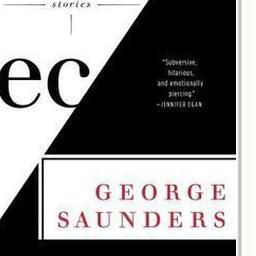 stories
ec
"Subversive,
hilarious,
and emotionally
piercing."
—JENNIFER EGAN
GEORGE
SAUNDERS